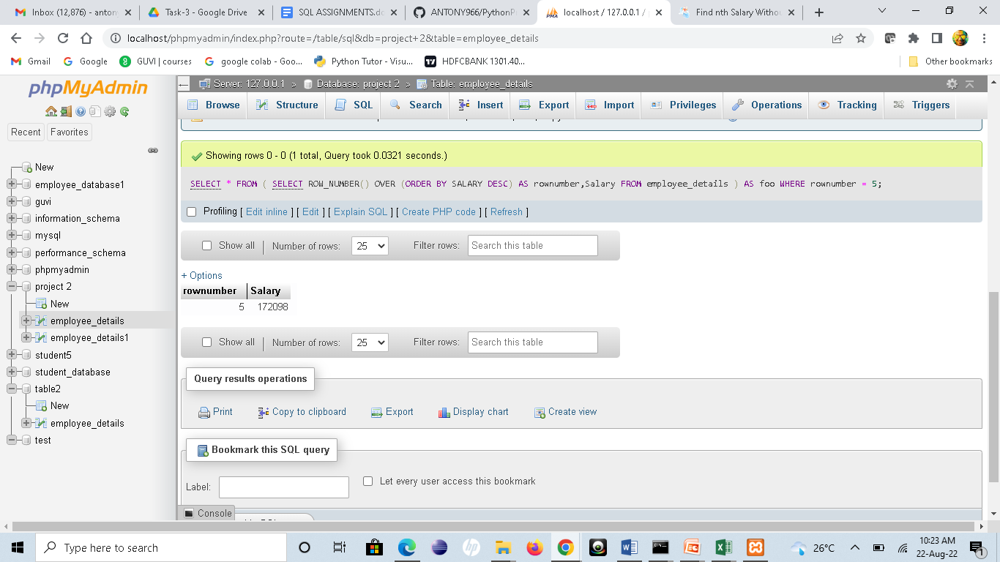 Inbox (12,876) - antony
Task-3 - Google Drive
SQL ASSIGNMENTS.do
ANTONY266/PythonPr
localhost / 127.0.0.1 /
Find nth Salary Withou
localhost/phpmyadmin/index.php?route=/table/sql&db=project+2&table=employee_details
Gmail
Google
GUVI | courses
google colab - Goo...
Python Tutor - Visu...
HDFCBANK 1301.40...
Other bookmarks
phpMyAdmin
Recent
Favorites
New
employee_database1
guvi
information_schema
mysql
performance_schema
phpmyadmin
project 2
New
employee_details
employee_details1
student5
student_database
table2
New
employee_details
test
Server: 127.0.0.1 » Database: project 2 » Table: employee_details
Browse
Structure
SQL
Search
Insert
Export
Import
Privileges
Operations
Tracking
Triggers
Showing rows 0 - 0 (1 total, Query took 0.0321 seconds.)
SELECT * FROM ( SELECT ROW_NUMBER() OVER (ORDER BY SALARY DESC) AS rownumber,Salary FROM employee_details ) AS foo WHERE rownumber = 5;
Profiling [ Edit inline ] [ Edit ] [ Explain SQL ] [ Create PHP code ] [ Refresh ]
Show all | Number of rows: 25 Filter rows: Search this table
+ Options
rownumber Salary
5 172098
Show all | Number of rows: 25 Filter rows: Search this table
Query results operations
Print
Copy to clipboard
Export
Display chart
Create view
Bookmark this SQL query
Label:
Let every user access this bookmark
Console
Type here to search
26°C
10:23 AM
22-Aug-22
1